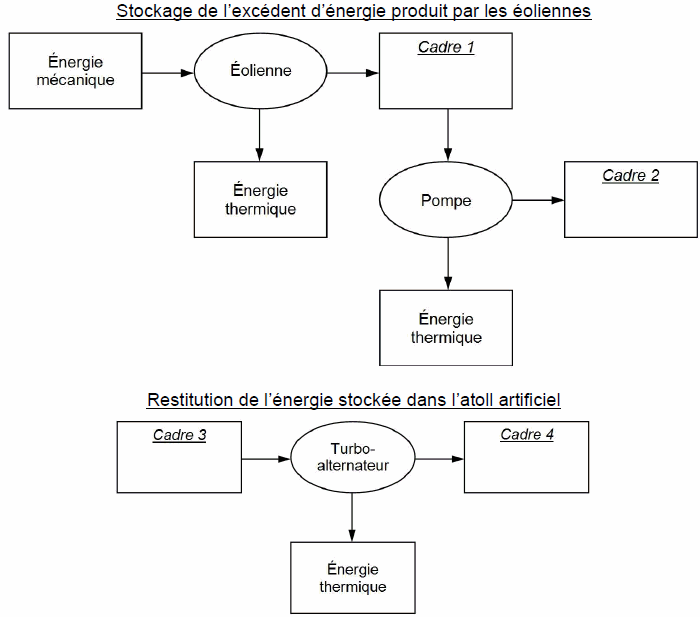 Stockage de l'excédent d'énergie produit par les éoliennes
Énergie
mécanique
Éolienne
Cadre 1
Énergie
thermique
Pompe
Cadre 2
Énergie
thermique
Restitution de l'énergie stockée dans l'atoll artificiel
Cadre 3
Turbo-
alternateur
Cadre 4
Énergie
thermique